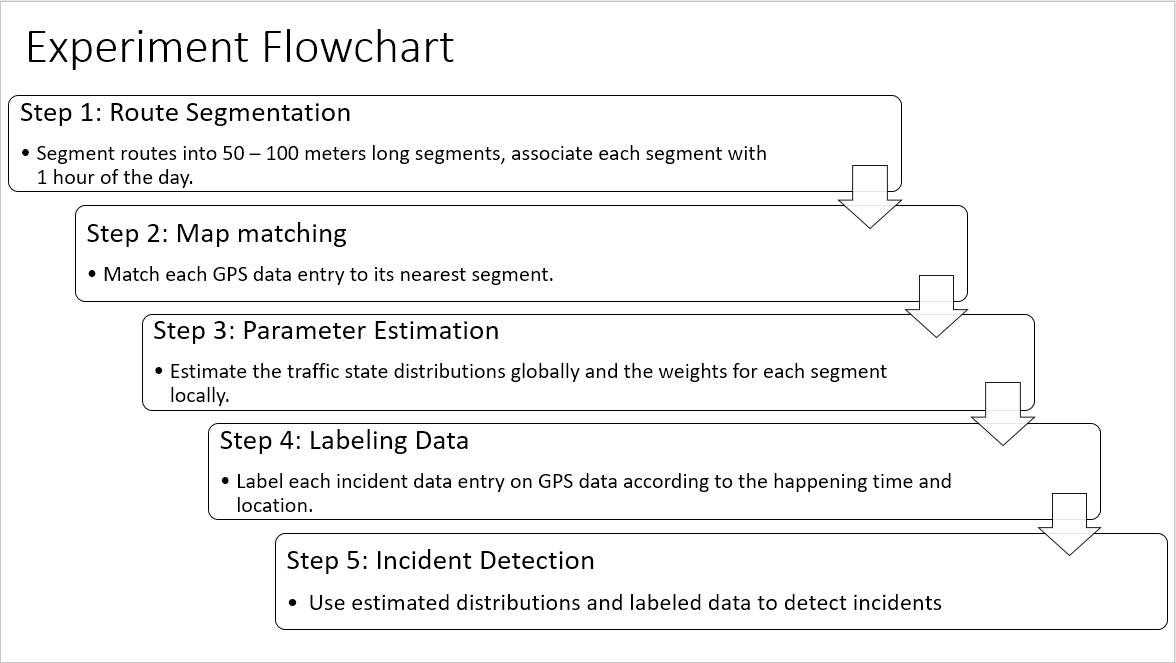 Experiment Flowchart
Step 1: Route Segmentation
• Segment routes into 50 – 100 meters long segments, associate each segment with
1 hour of the day.
Step 2: Map matching
• Match each GPS data entry to its nearest segment.
Step 3: Parameter Estimation
• Estimate the traffic state distributions globally and the weights for each segment
locally.
Step 4: Labeling Data
• Label each incident data entry on GPS data according to the happening time and
location.
Step 5: Incident Detection
• Use estimated distributions and labeled data to detect incidents